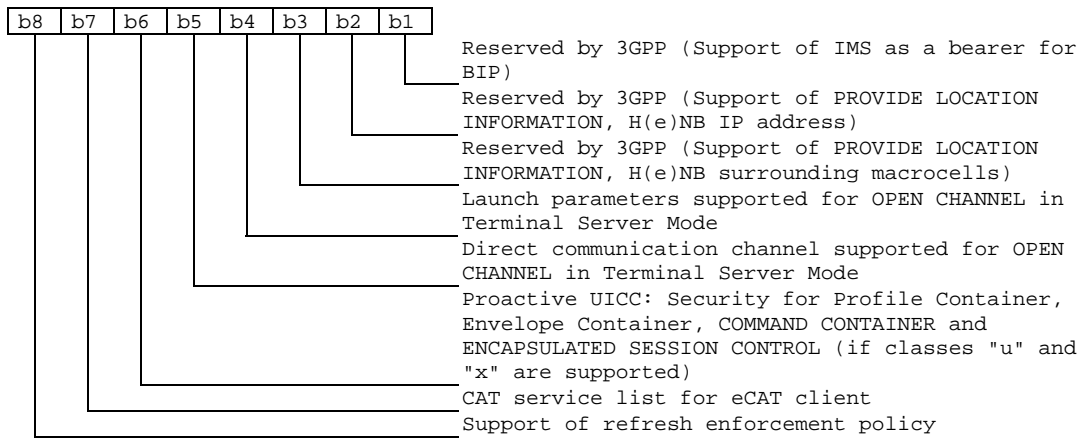 b8 b7 b6 b5 b4 b3 b2 b1
Reserved by 3GPP (Support of IMS as a bearer for
BIP)
Reserved by 3GPP (Support of PROVIDE LOCATION
INFORMATION, H(e)NB IP address)
Reserved by 3GPP (Support of PROVIDE LOCATION
INFORMATION, H(e)NB surrounding macrocells)
Launch parameters supported for OPEN CHANNEL in
Terminal Server Mode
Direct communication channel supported for OPEN
CHANNEL in Terminal Server Mode
Proactive UICC: Security for Profile Container,
Envelope Container, COMMAND CONTAINER and
ENCAPSULATED SESSION CONTROL (if classes "u" and
"x" are supported)
CAT service list for eCAT client
Support of refresh enforcement policy